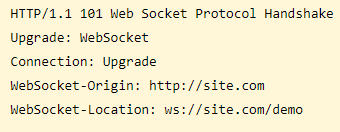 HTTP/1.1 101 Web Socket Protocol Handshake
Upgrade: WebSocket
Connection: Upgrade
WebSocket-Origin: http://site.com
WebSocket-Location: ws://site.com/demo